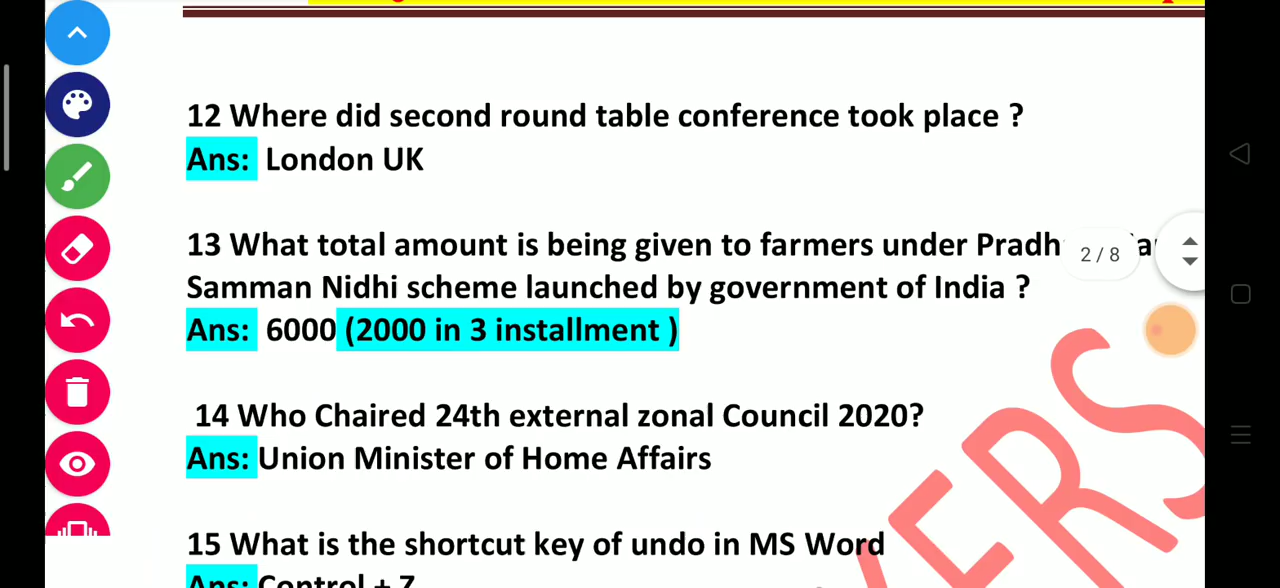 12 Where did second round table conference took place ?
Ans: London UK
13 What total amount is being given to farmers under Pradh
Samman Nidhi scheme launched by government of India ?
Ans: 6000 (2000 in 3 installment )
2 / 8
14 Who Chaired 24th external zonal Council 2020?
Ans: Union Minister of Home Affairs
15 What is the shortcut key of undo in MS Word
Ans: Control + Z
ERS